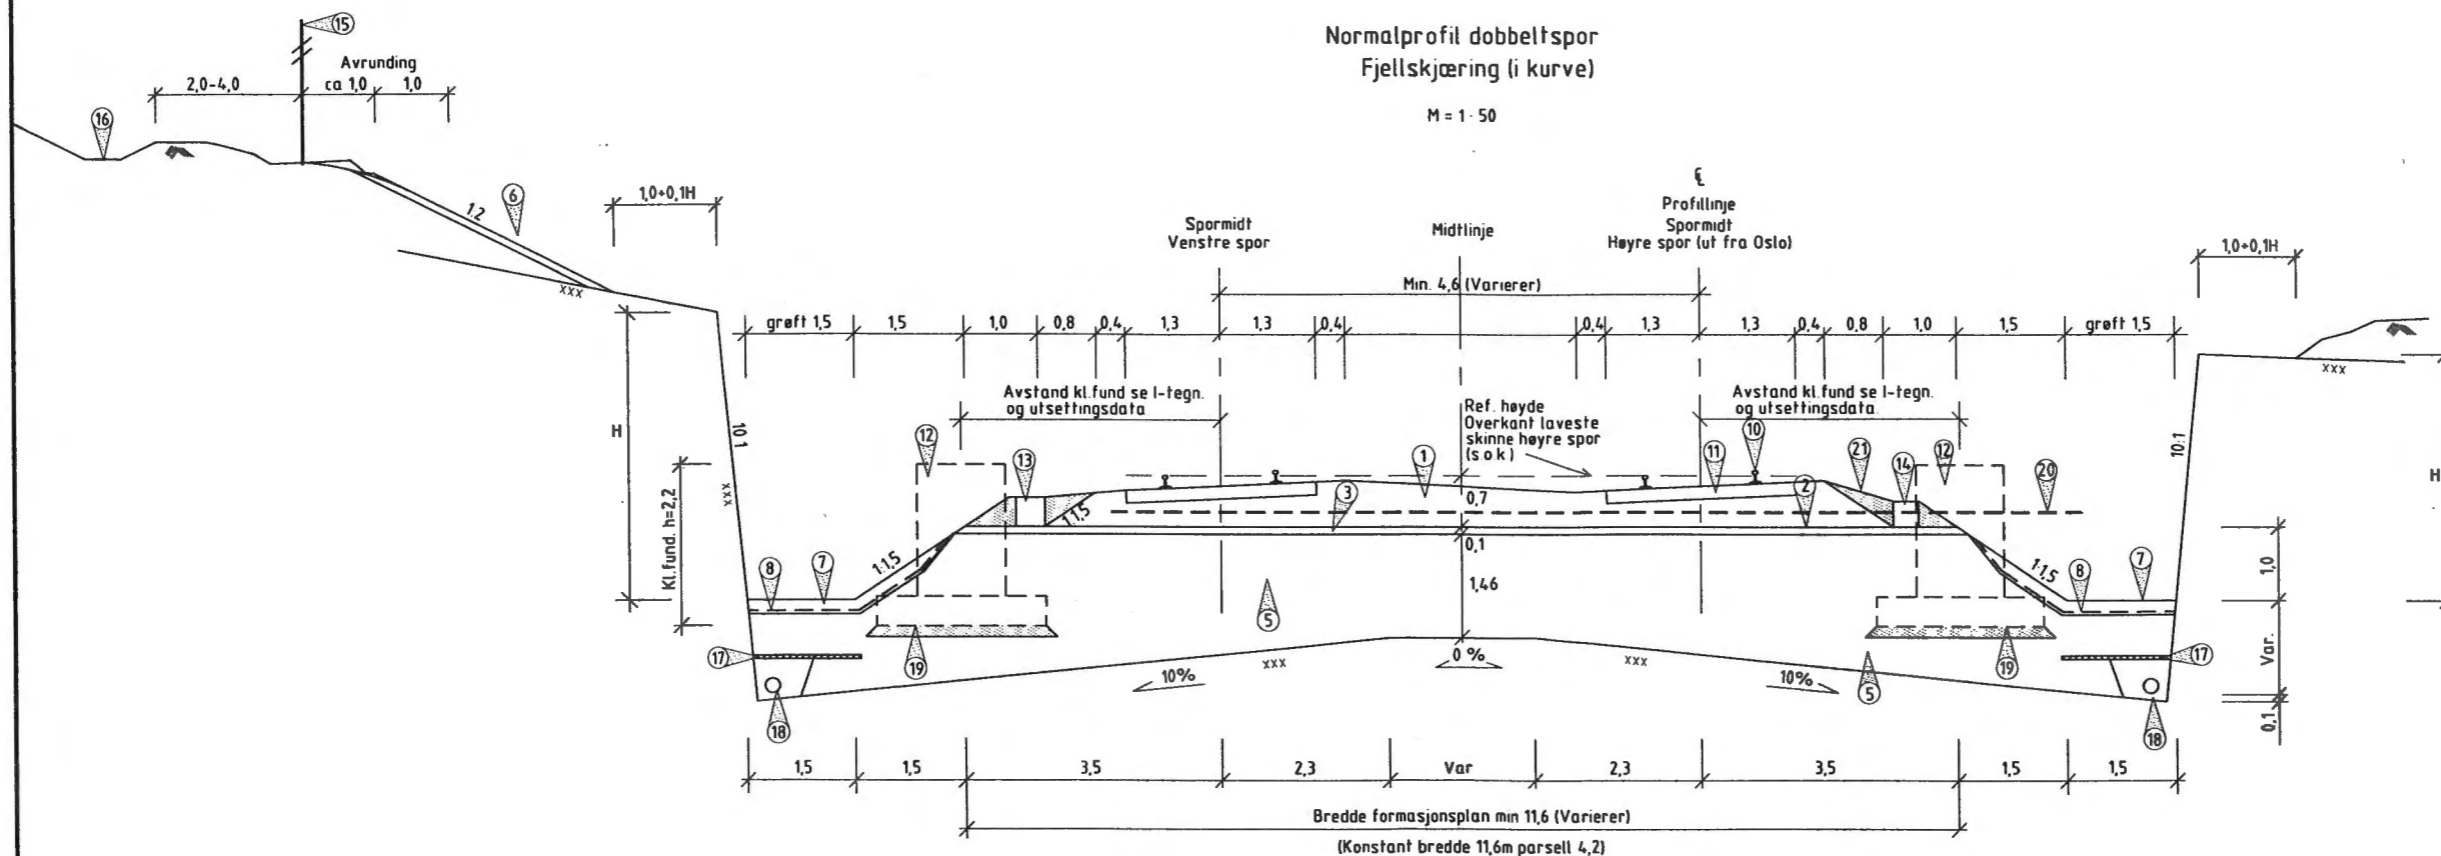 Normalprofil dobbeltspor
Fjellskjæring (i kurve)
M = 1 · 50
15
Avrunding
2,0-4,0
ca 1,0
1,0
16
6
1:2
1,0+0,1H
xxx
Spormidt
Venstre spor
Midtlinje
℄
Profillinje
Spormidt
Høyre spor (ut fra Oslo)
1,0+0,1H
xxx
Min. 4,6 (Varierer)
grøft 1,5
1,5
1,0
0,8
0,4
1,3
1,3
0,4
0,4
1,3
1,3
0,4
0,8
1,0
1,5
grøft 1,5
Avstand kl.fund se l-tegn.
og utsettingsdata
Ref. høyde
Overkant laveste
skinne høyre spor
(s o k)
Avstand kl.fund se l-tegn.
og utsettingsdata
H
10:1
xxx
Kl.fund. h=2,2
12
13
1
3
10
11
2
21
14
12
20
10:1
H
0,7
0,1
1,46
1:1,5
1:1,5
8
7
5
1:1,5
8
7
1,0
Var.
0,1
17
18
19
10%
xxx
0 %
xxx
10%
5
19
17
18
1,5
1,5
3,5
2,3
Var
2,3
3,5
1,5
1,5
Bredde formasjonsplan min 11,6 (Varierer)
(Konstant bredde 11,6m parsell 4,2)